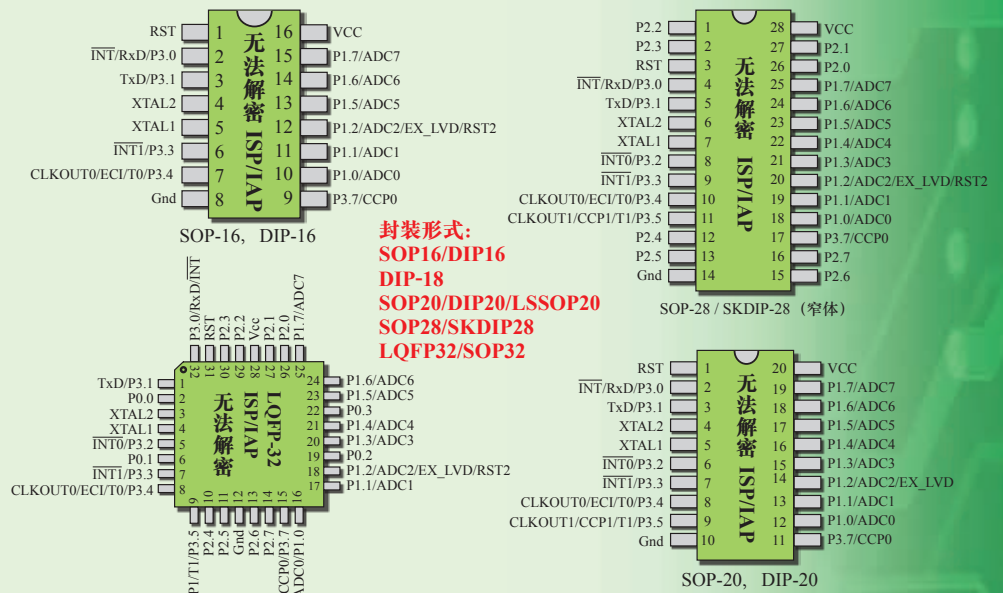 RST 1 16 VCC
INT/RxD/P3.0 2 15 P1.7/ADC7
TxD/P3.1 3 14 P1.6/ADC6
XTAL2 4 13 P1.5/ADC5
XTAL1 5 12 P1.2/ADC2/EX_LVD/RST2
INT1/P3.3 6 11 P1.1/ADC1
CLKOUT0/ECI/T0/P3.4 7 10 P1.0/ADC0
Gnd 8 9 P3.7/CCP0
无法解密 ISP/IAP
SOP-16, DIP-16
P2.2 1 28 VCC
P2.3 2 27 P2.1
RST 3 26 P2.0
INT/RxD/P3.0 4 25 P1.7/ADC7
TxD/P3.1 5 24 P1.6/ADC6
XTAL2 6 23 P1.5/ADC5
XTAL1 7 22 P1.4/ADC4
INT0/P3.2 8 21 P1.3/ADC3
INT1/P3.3 9 20 P1.2/ADC2/EX_LVD/RST2
CLKOUT0/ECI/T0/P3.4 10 19 P1.1/ADC1
CLKOUT1/CCP1/T1/P3.5 11 18 P1.0/ADC0
P2.4 12 17 P3.7/CCP0
P2.5 13 16 P2.7
Gnd 14 15 P2.6
无法解密 ISP/IAP
SOP-28 / SKDIP-28 (窄体)
封装形式:
SOP16/DIP16
DIP-18
SOP20/DIP20/LSSOP20
SOP28/SKDIP28
LQFP32/SOP32
P3.0/RxD/INT 32
RST 31
P2.3 30
P2.2 29
Vcc 28
P2.1 27
P2.0 26
P1.7/ADC7 25
TxD/P3.1 1 24 P1.6/ADC6
P0.0 2 23 P1.5/ADC5
XTAL2 3 22 P0.3
XTAL1 4 21 P1.4/ADC4
INT0/P3.2 5 20 P1.3/ADC3
P0.1 6 19 P0.2
INT1/P3.3 7 18 P1.2/ADC2/EX_LVD/RST2
CLKOUT0/ECI/T0/P3.4 8 17 P1.1/ADC1
LQFP-32
ISP/IAP
无法解密
9 P1/T1/P3.5
10 P2.4
11 P2.5
12 Gnd
13 P2.6
14 P2.7
15 CCP0/P3.7
16 ADC0/P1.0
RST 1 20 VCC
INT/RxD/P3.0 2 19 P1.7/ADC7
TxD/P3.1 3 18 P1.6/ADC6
XTAL2 4 17 P1.5/ADC5
XTAL1 5 16 P1.4/ADC4
INT0/P3.2 6 15 P1.3/ADC3
INT1/P3.3 7 14 P1.2/ADC2/EX_LVD
CLKOUT0/ECI/T0/P3.4 8 13 P1.1/ADC1
CLKOUT1/CCP1/T1/P3.5 9 12 P1.0/ADC0
Gnd 10 11 P3.7/CCP0
无法解密 ISP/IAP
SOP-20, DIP-20